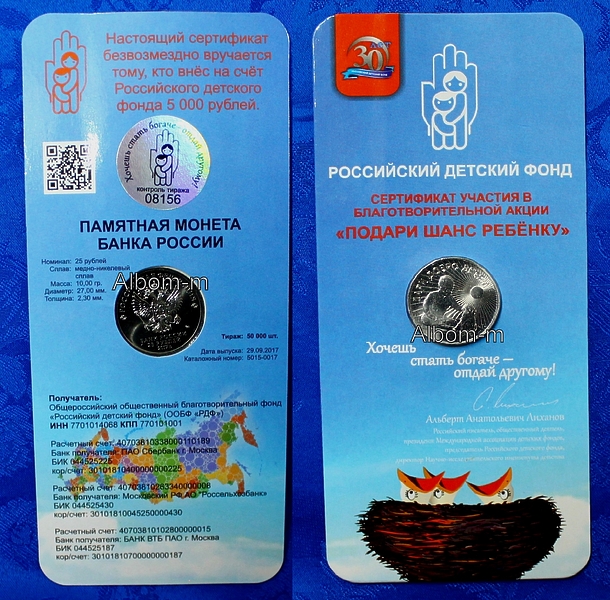 Настоящий сертификат
безвозмездно вручается
тому, кто внёс на счёт
Российского детского
фонда 5 000 рублей.
Хочешь стать богаче - отдай другому!
контроль тиража
08156
ПАМЯТНАЯ МОНЕТА
БАНКА РОССИИ
Номинал: 25 рублей
Сплав: медно-никелевый
сплав
Масса: 10,00 гр.
Диаметр: 27,00 мм.
Толщина: 2,30 мм.
Albom-m
Тираж: 50 000 шт.
Дата выпуске: 29.09.2017
Каталожный номер: 5015-0017
Получатель:
Общероссийский общественный благотворительный фонд
«Российский детский фонд» (ООБФ «РДФ»)
ИНН 7701014068 КПП 770101001
Расчетный счет: 40703810338000110189
Банк получателя: ПАО Сбербанк г. Москва
БИК 044525225
кор/счет: 30101810400000000225
Расчетный счет: 40703810283340000008
Банк получателя: Московский РФ АО "Россельхозбанк"
БИК 044525430
кор/счет: 30101810045250000430
Расчетный счет: 40703810102800000015
Банк получателя: БАНК ВТБ ПАО г. Москва
БИК 044525187
кор/счет: 30101810700000000187
30 ЛЕТ
РОССИЙСКИЙ ДЕТСКИЙ ФОНД
СЕРТИФИКАТ УЧАСТИЯ В
БЛАГОТВОРИТЕЛЬНОЙ АКЦИИ
«ПОДАРИ ШАНС РЕБЁНКУ»
Albom-m
Хочешь
стать богаче –
отдай другому!
Альберт Анатольевич Лиханов